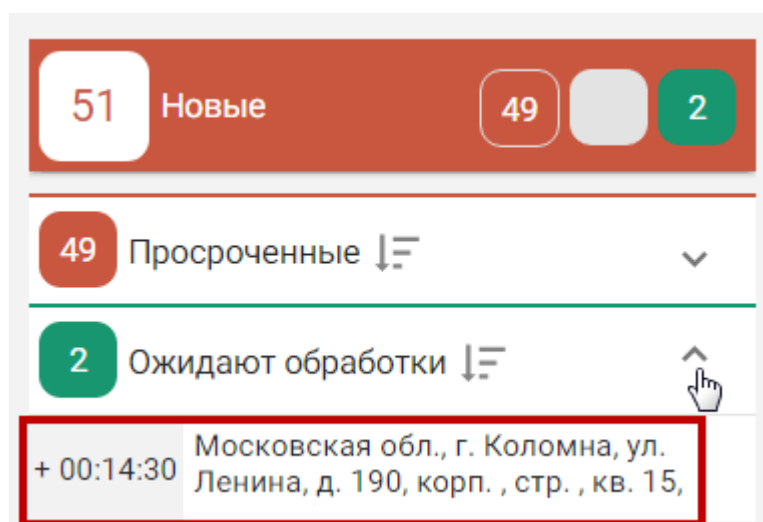 51 Новые 49 2
49 Просроченные
2 Ожидают обработки
+ 00:14:30 Московская обл., г. Коломна, ул.
Ленина, д. 190, корп. , стр. , кв. 15,